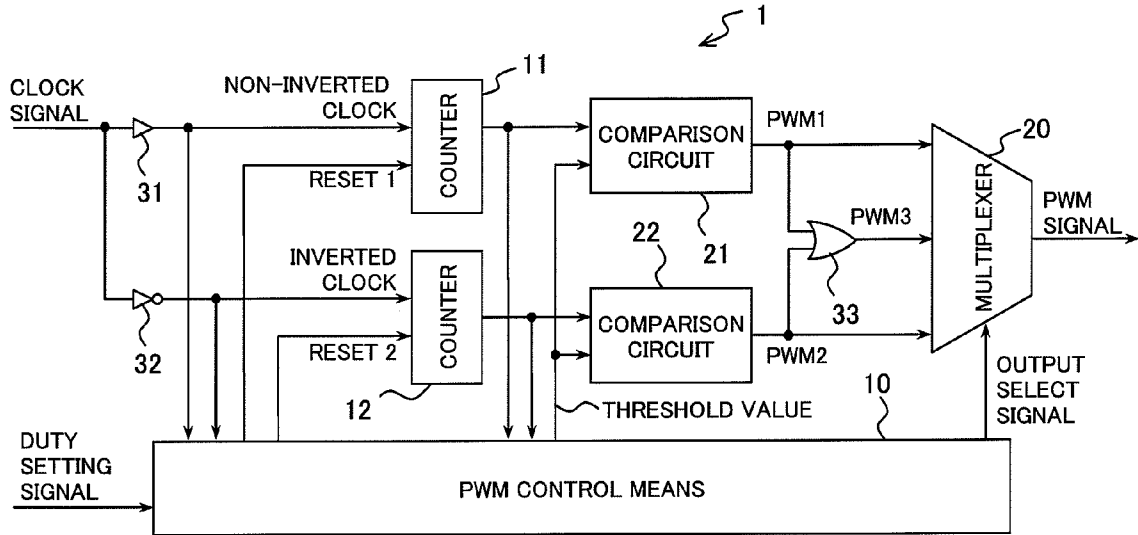 1
CLOCK
SIGNAL
NON-INVERTED
CLOCK
11
COUNTER
31
RESET 1
COMPARISON
CIRCUIT
21
PWM1
20
MULTIPLEXER
PWM
SIGNAL
PWM3
33
INVERTED
CLOCK
COUNTER
12
32
RESET 2
22
COMPARISON
CIRCUIT
PWM2
THRESHOLD VALUE
10
OUTPUT
SELECT
SIGNAL
DUTY
SETTING
SIGNAL
PWM CONTROL MEANS